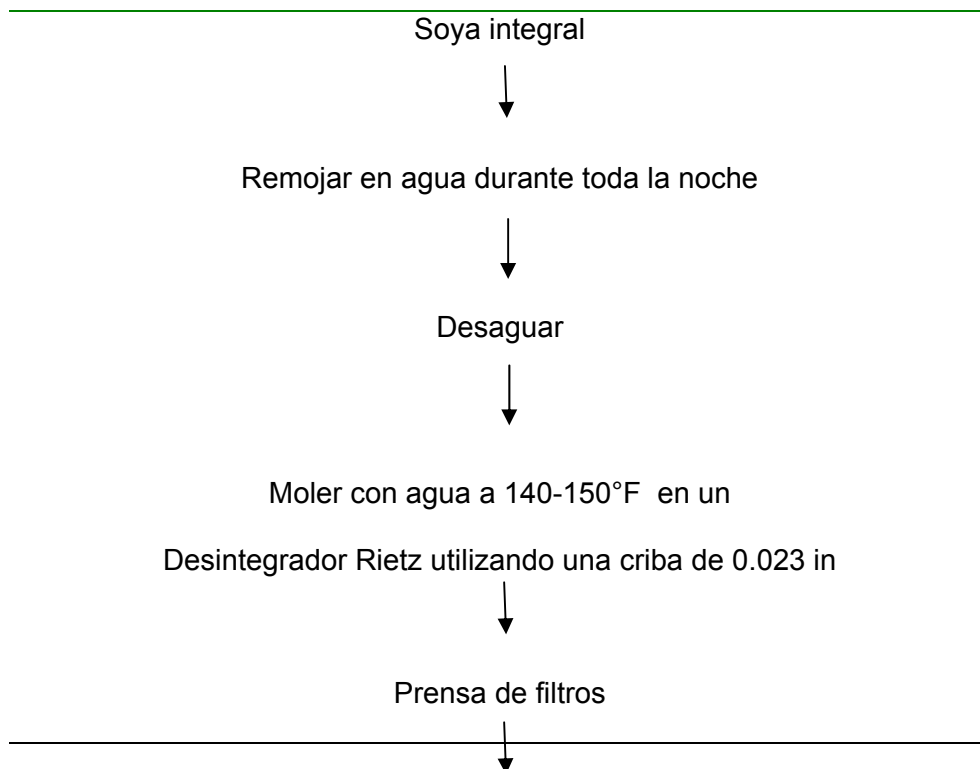 Soya integral
Remojar en agua durante toda la noche
Desaguar
Moler con agua a 140-150°F en un
Desintegrador Rietz utilizando una criba de 0.023 in
Prensa de filtros